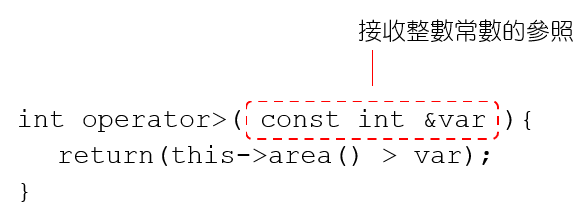 接收整數常數的參照
int operator>( const int &var ){
return(this->area() > var);
}